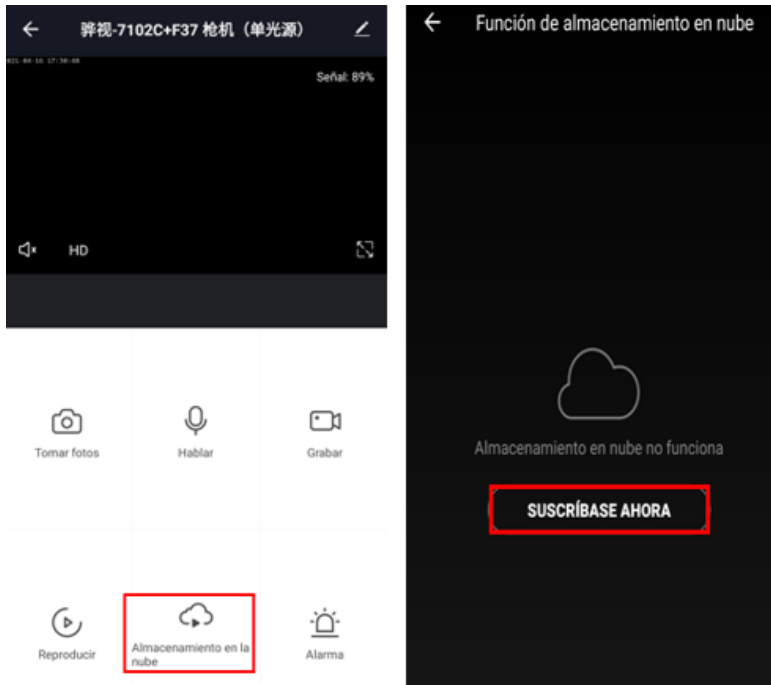 骅视-7102C+F37 枪机（单光源）
Señal: 89%
HD
Tomar fotos
Hablar
Grabar
Reproducir
Almacenamiento en la
nube
Alarma
Función de almacenamiento en nube
Almacenamiento en nube no funciona
SUSCRÍBASE AHORA